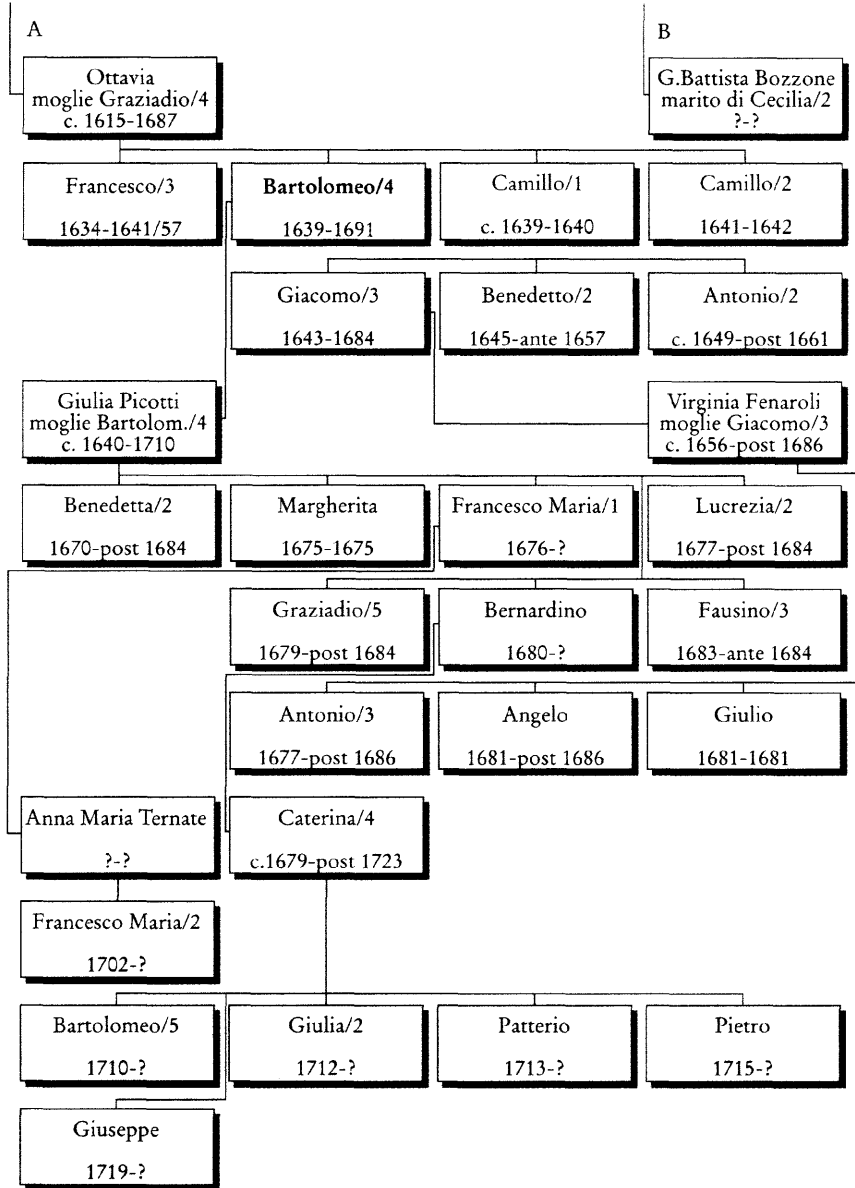 A
B
Ottavia
moglie Graziadio/4
c. 1615-1687
G.Battista Bozzone
marito di Cecilia/2
?-?
Francesco/3
1634-1641/57
Bartolomeo/4
1639-1691
Camillo/1
c. 1639-1640
Camillo/2
1641-1642
Giacomo/3
1643-1684
Benedetto/2
1645-ante 1657
Antonio/2
c. 1649-post 1661
Giulia Picotti
moglie Bartolom./4
c. 1640-1710
Virginia Fenaroli
moglie Giacomo/3
c. 1656-post 1686
Benedetta/2
1670-post 1684
Margherita
1675-1675
Francesco Maria/1
1676-?
Lucrezia/2
1677-post 1684
Graziadio/5
1679-post 1684
Bernardino
1680-?
Fausino/3
1683-ante 1684
Antonio/3
1677-post 1686
Angelo
1681-post 1686
Giulio
1681-1681
Anna Maria Ternate
?-?
Caterina/4
c.1679-post 1723
Francesco Maria/2
1702-?
Bartolomeo/5
1710-?
Giulia/2
1712-?
Patterio
1713-?
Pietro
1715-?
Giuseppe
1719-?